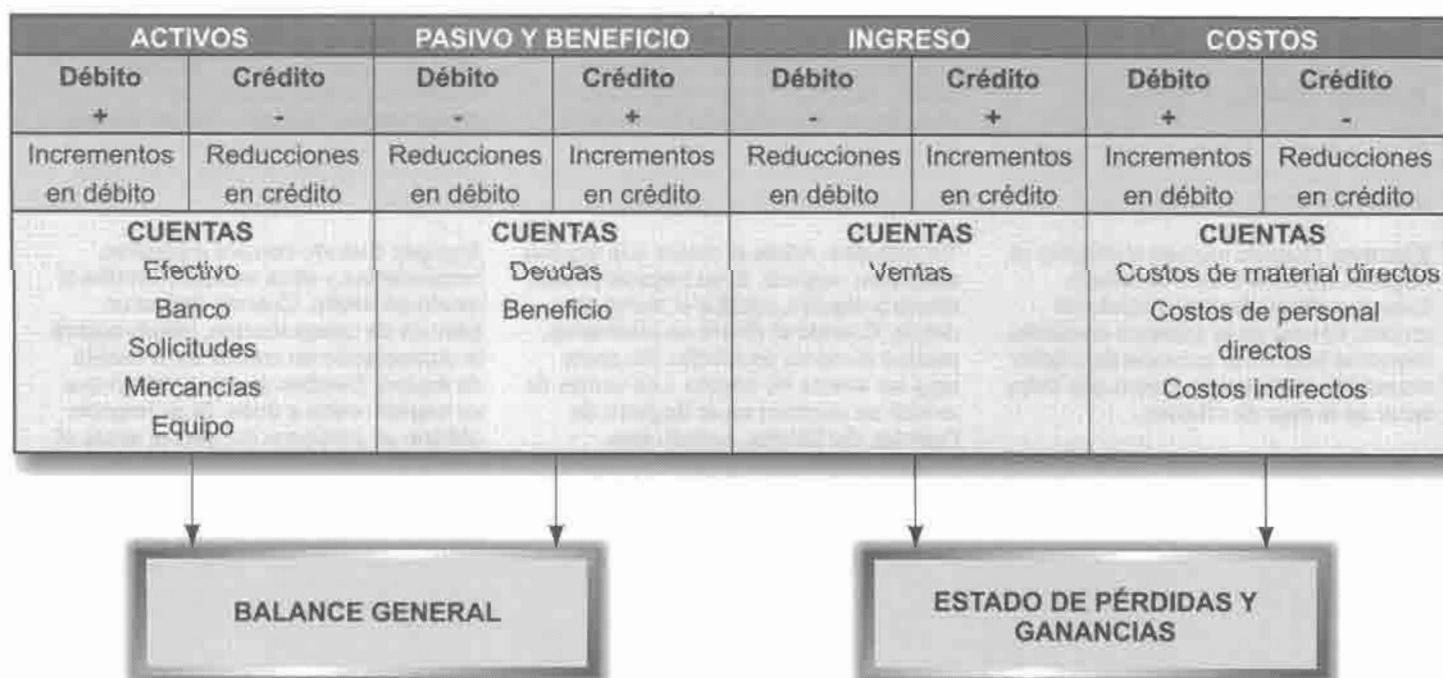 ACTIVOS PASIVO Y BENEFICIO INGRESO COSTOS
Débito Crédito Débito Crédito Débito Crédito Débito Crédito
+ - - + - + + -
Incrementos Reducciones Reducciones Incrementos Reducciones Incrementos Incrementos Reducciones
en débito en crédito en débito en crédito en débito en crédito en débito en crédito
CUENTAS CUENTAS CUENTAS CUENTAS
Efectivo Deudas Ventas Costos de material directos
Banco Beneficio Costos de personal
Solicitudes directos
Mercancías Costos indirectos
Equipo
BALANCE GENERAL
ESTADO DE PÉRDIDAS Y
GANANCIAS